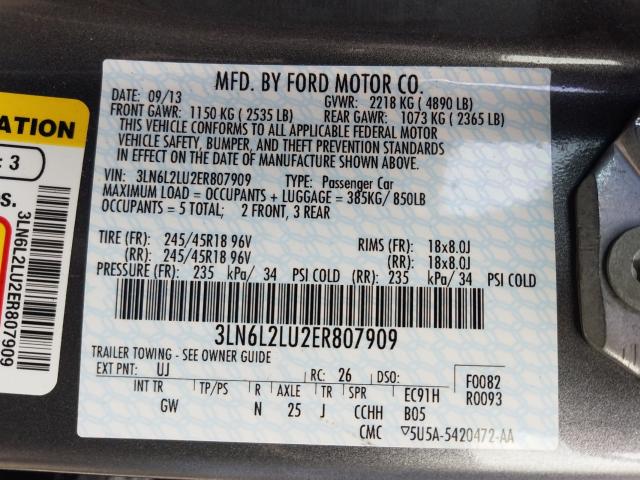 MFD. BY FORD MOTOR CO.
DATE: 09/13 GVWR: 2218 KG ( 4890 LB)
FRONT GAWR: 1150 KG ( 2535 LB) REAR GAWR: 1073 KG ( 2365 LB)
THIS VEHICLE CONFORMS TO ALL APPLICABLE FEDERAL MOTOR
VEHICLE SAFETY, BUMPER, AND THEFT PREVENTION STANDARDS
IN EFFECT ON THE DATE OF MANUFACTURE SHOWN ABOVE.
VIN: 3LN6L2LU2ER807909 TYPE: Passenger Car
MAXIMUM LOAD = OCCUPANTS + LUGGAGE = 385KG/ 850LB
OCCUPANTS = 5 TOTAL; 2 FRONT, 3 REAR
TIRE (FR): 245/45R18 96V RIMS (FR): 18x8.0J
(RR): 245/45R18 96V (RR): 18x8.0J
PRESSURE (FR): 235 kPa/ 34 PSI COLD (RR): 235 kPa/ 34 PSI COLD
3LN6L2LU2ER807909
TRAILER TOWING - SEE OWNER GUIDE
EXT PNT: UJ RC: 26 DSO: F0082
INT TR TP/PS R AXLE TR SPR EC91H R0093
GW N 25 J CCHH B05
CMC ▽5U5A-5420472-AA
ATION
: 3
s.
3LN6L2LU2ER807909